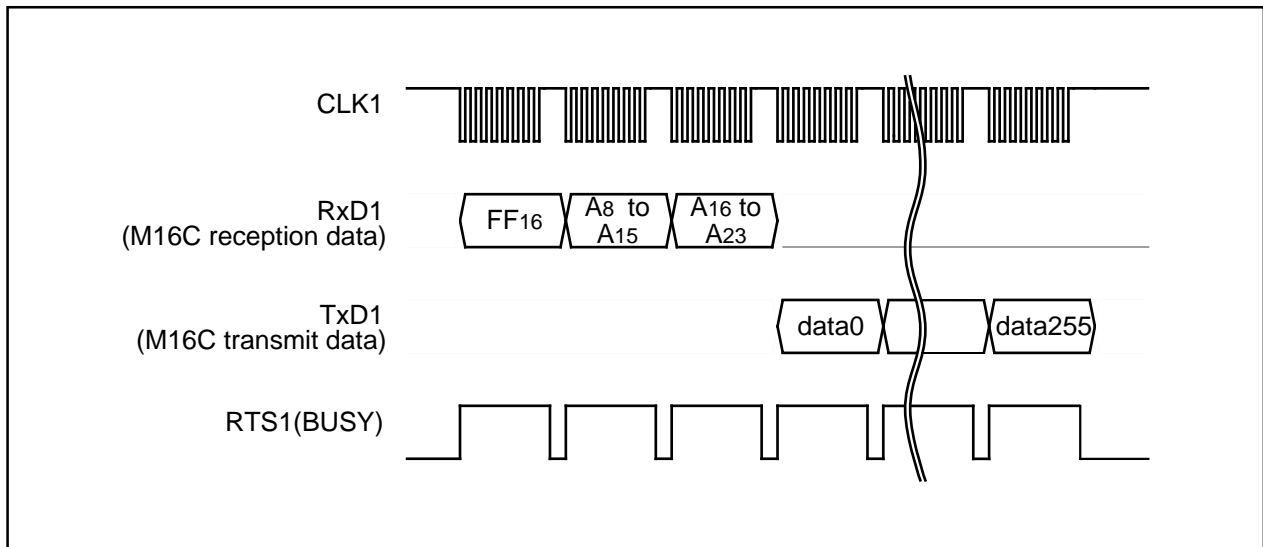 CLK1
RxD1
(M16C reception data)
FF16
A8 to
A15
A16 to
A23
TxD1
(M16C transmit data)
data0
data255
RTS1(BUSY)